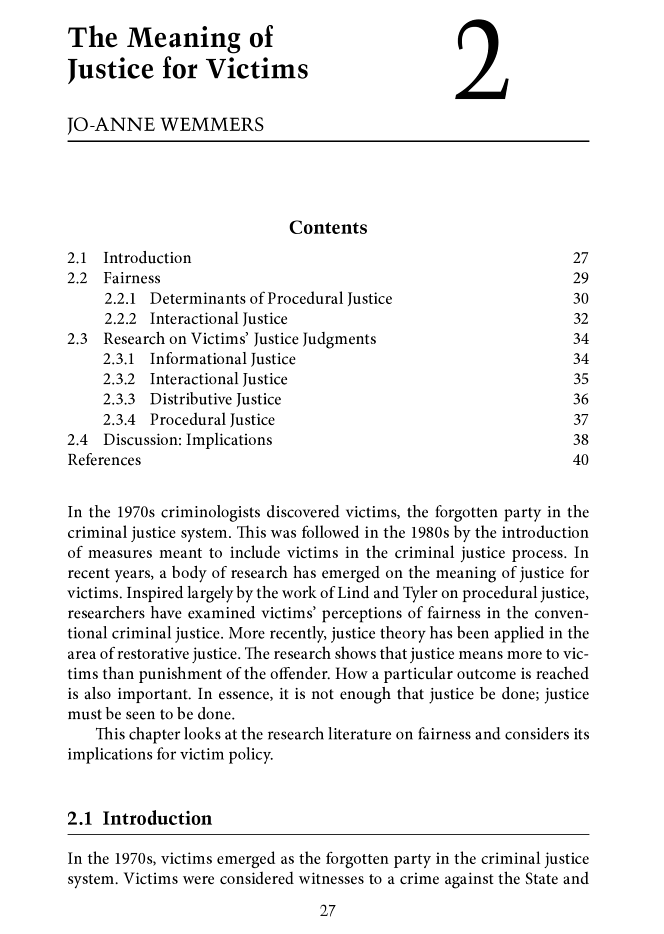 The Meaning of
Justice for Victims
2
JO-ANNE WEMMERS
Contents
2.1 Introduction 27
2.2 Fairness 29
2.2.1 Determinants of Procedural Justice 30
2.2.2 Interactional Justice 32
2.3 Research on Victims’ Justice Judgments 34
2.3.1 Informational Justice 34
2.3.2 Interactional Justice 35
2.3.3 Distributive Justice 36
2.3.4 Procedural Justice 37
2.4 Discussion: Implications 38
References 40
In the 1970s criminologists discovered victims, the forgotten party in the
criminal justice system. This was followed in the 1980s by the introduction
of measures meant to include victims in the criminal justice process. In
recent years, a body of research has emerged on the meaning of justice for
victims. Inspired largely by the work of Lind and Tyler on procedural justice,
researchers have examined victims’ perceptions of fairness in the conven-
tional criminal justice. More recently, justice theory has been applied in the
area of restorative justice. The research shows that justice means more to vic-
tims than punishment of the offender. How a particular outcome is reached
is also important. In essence, it is not enough that justice be done; justice
must be seen to be done.
This chapter looks at the research literature on fairness and considers its
implications for victim policy.
2.1 Introduction
In the 1970s, victims emerged as the forgotten party in the criminal justice
system. Victims were considered witnesses to a crime against the State and
27